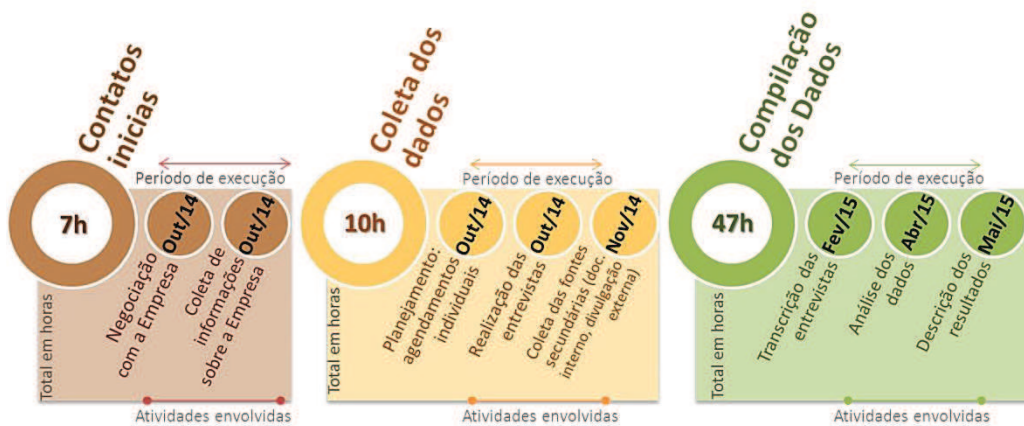 Contatos
inicias
Período de execução
7h
Out/14
Out/14
Total em horas
Negociação
com a Empresa
Coleta de
informações
sobre a Empresa
Atividades envolvidas
Coleta dos
dados
Período de execução
10h
Out/14
Out/14
Nov/14
Total em horas
Planejamento:
agendamentos
individuais
Realização das
entrevistas
Coleta das fontes
secundárias (doc.
interno, divulgação
externa)
Atividades envolvidas
Compilação
dos Dados
Período de execução
47h
Fev/15
Abr/15
Mai/15
Total em horas
Transcrição das
entrevistas
Análise dos
dados
Descrição dos
resultados
Atividades envolvidas